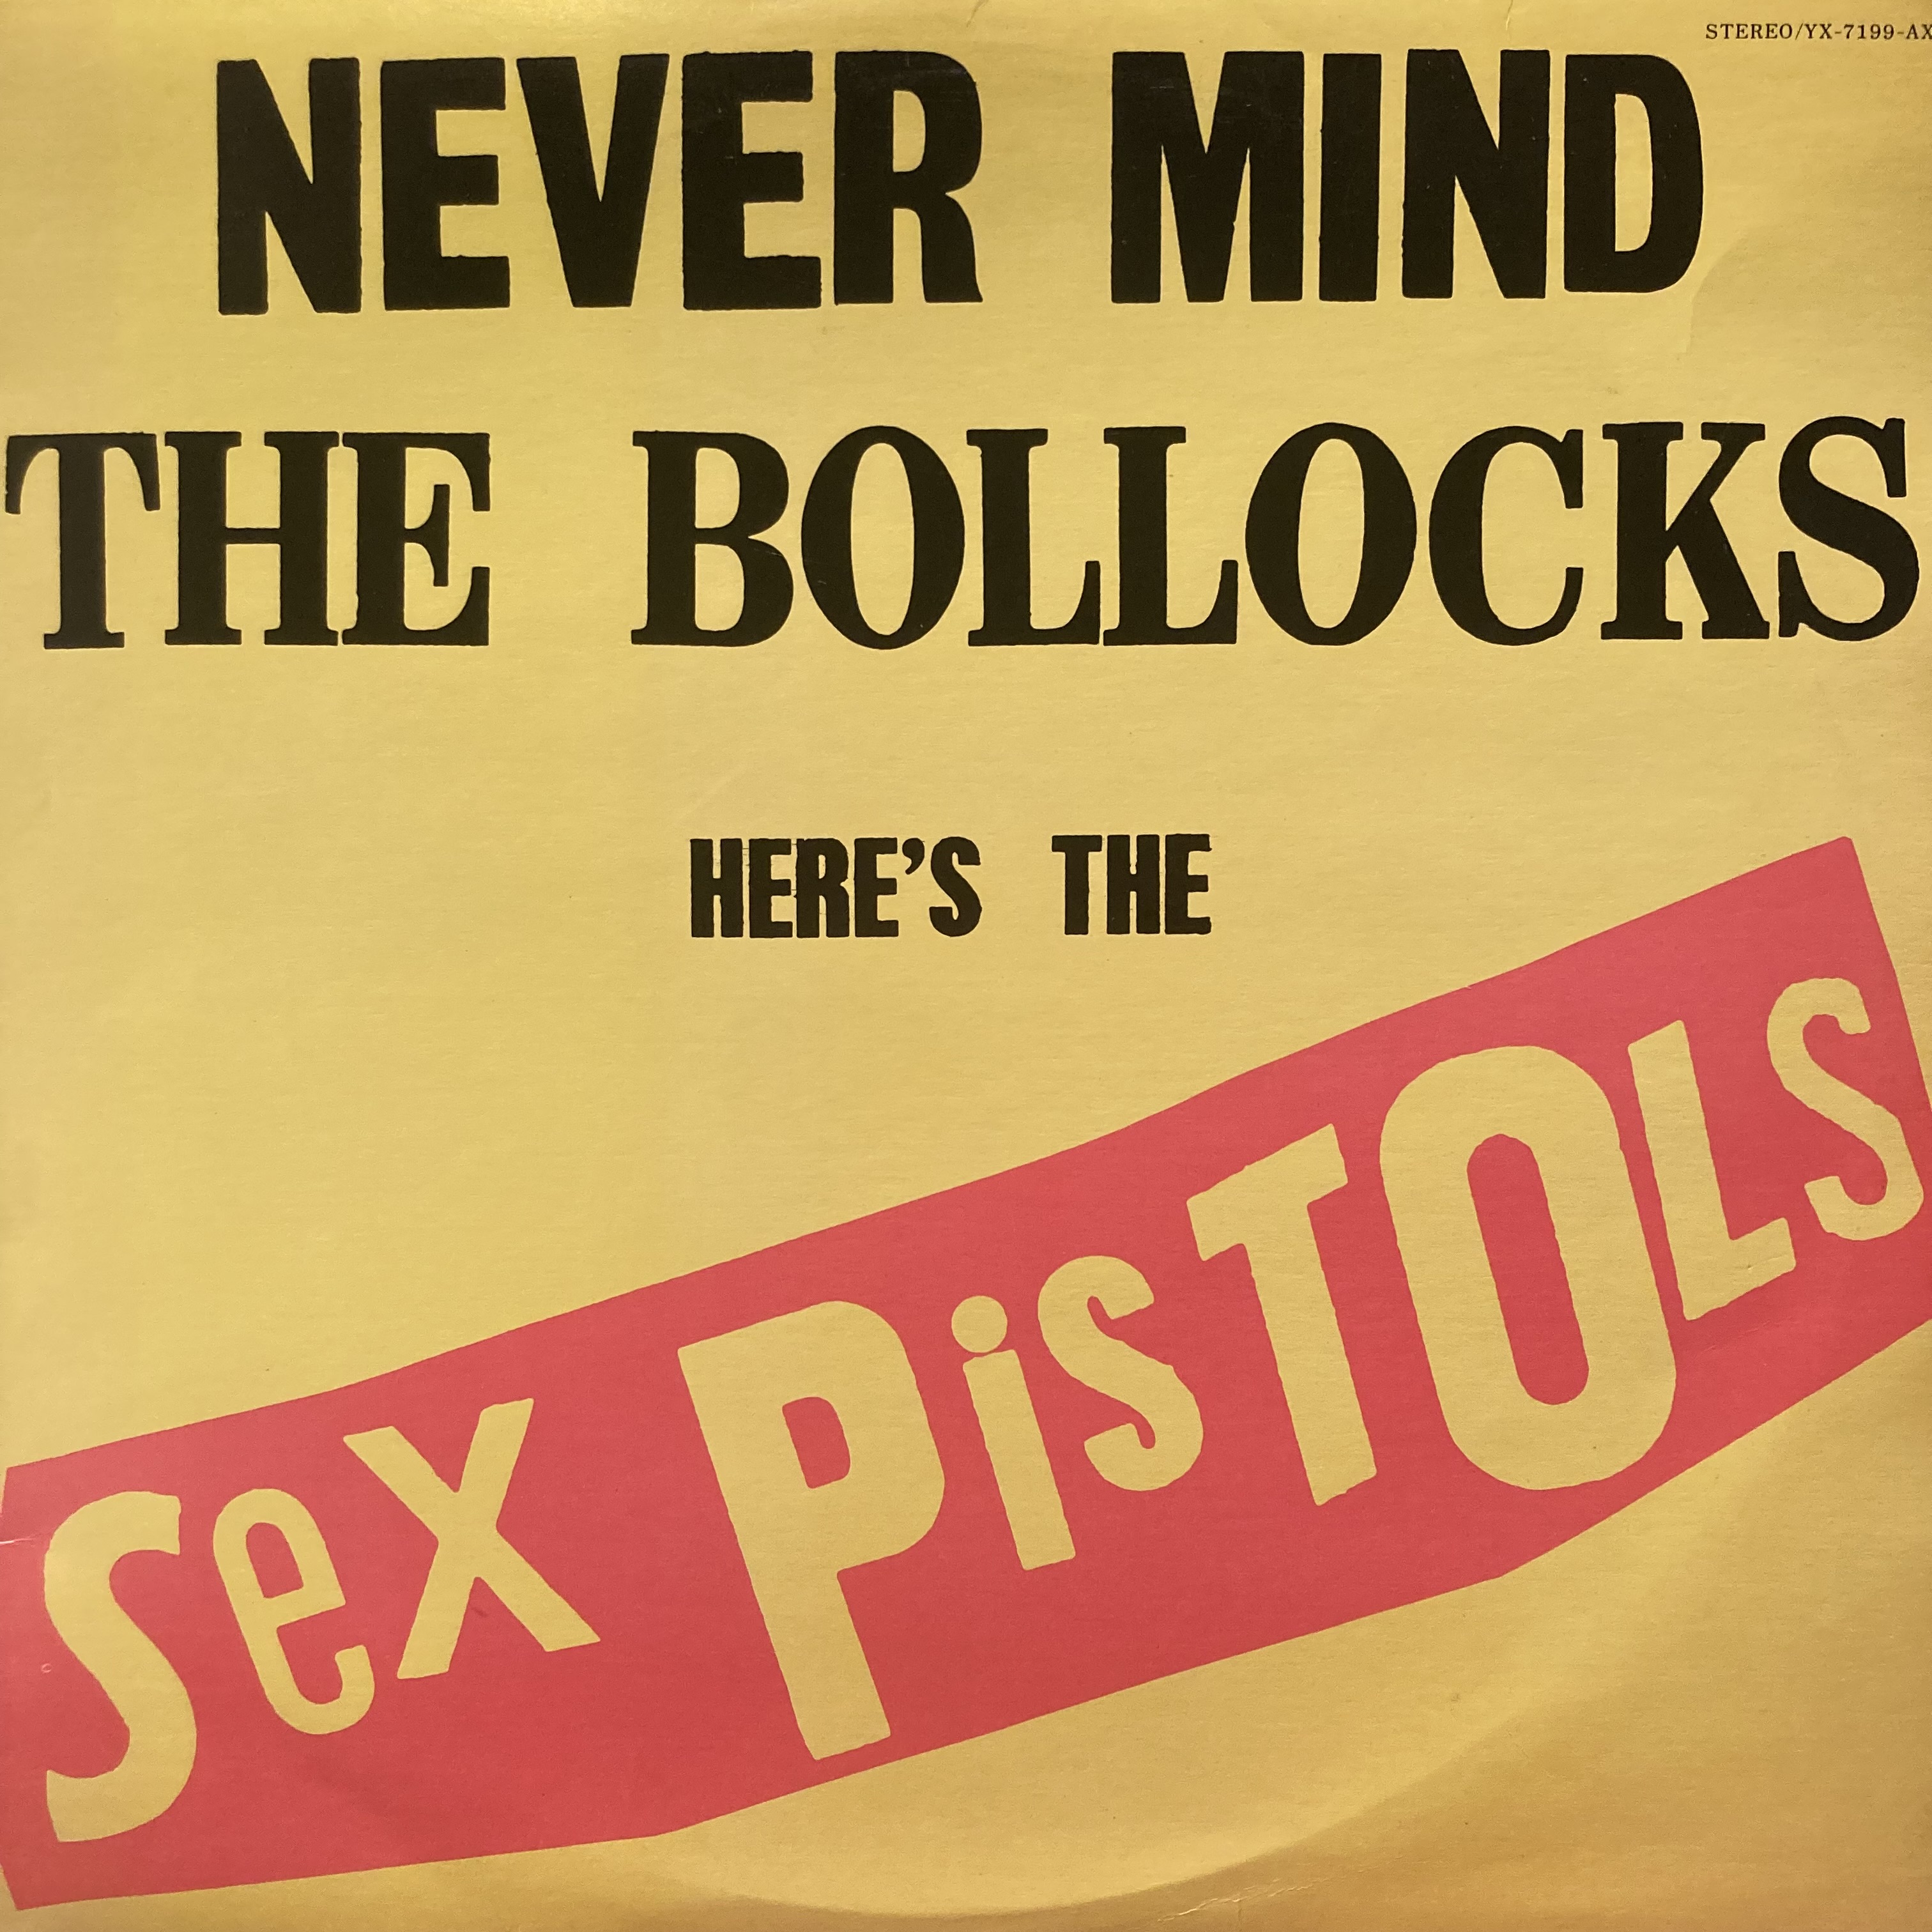 STEREO/YX-7199-AX
NEVER MIND
THE BOLLOCKS
HERE'S THE
SeX PiSTOLS